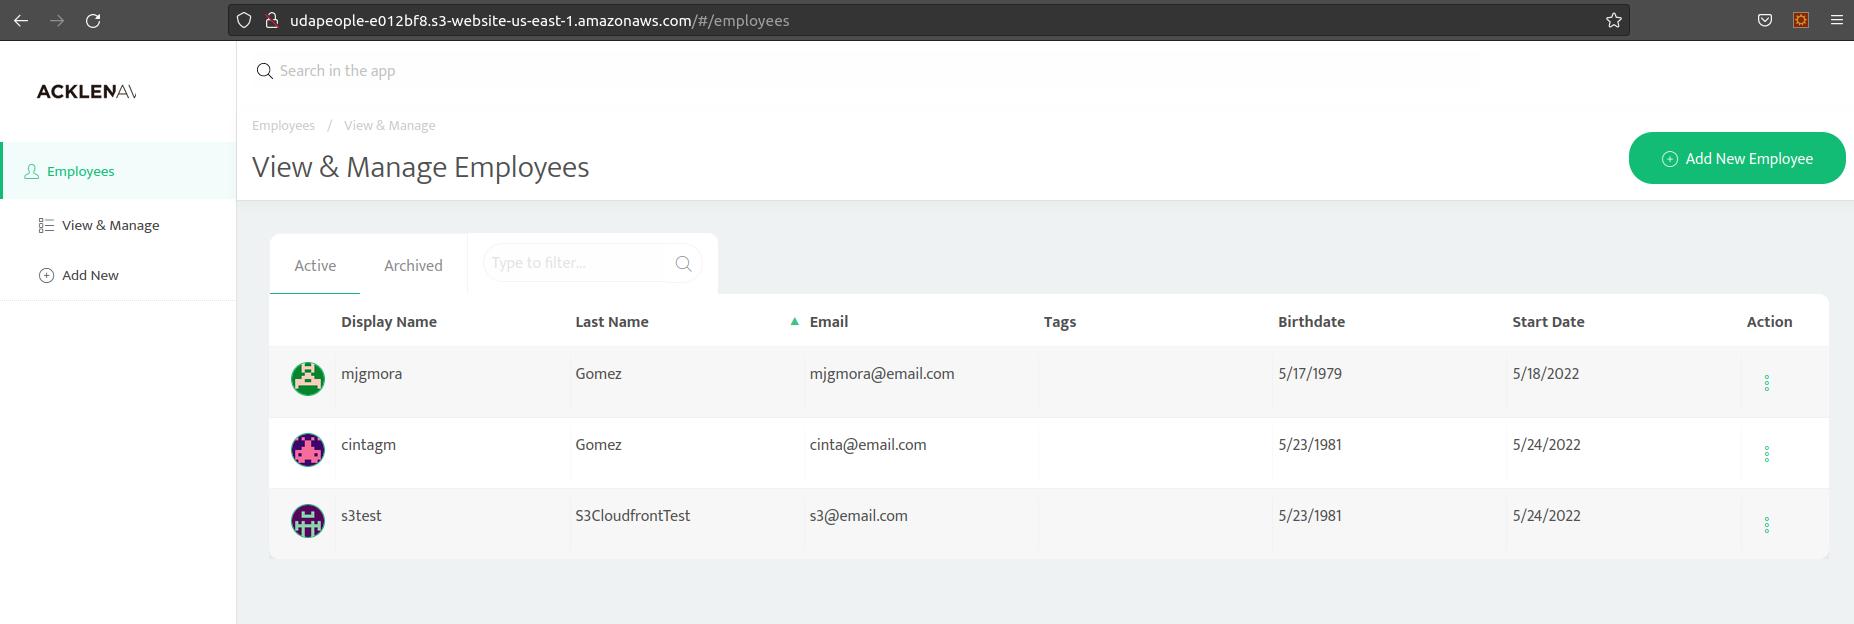 udapeople-e012bf8.s3-website-us-east-1.amazonaws.com/#/employees
ACKLENAV
Search in the app
Employees / View & Manage
View & Manage Employees
Add New Employee
Employees
View & Manage
Add New
Active Archived Type to filter...
Display Name Last Name Email Tags Birthdate Start Date Action
mjgmora Gomez mjgmora@email.com 5/17/1979 5/18/2022
cintagm Gomez cinta@email.com 5/23/1981 5/24/2022
s3test S3CloudfrontTest s3@email.com 5/23/1981 5/24/2022